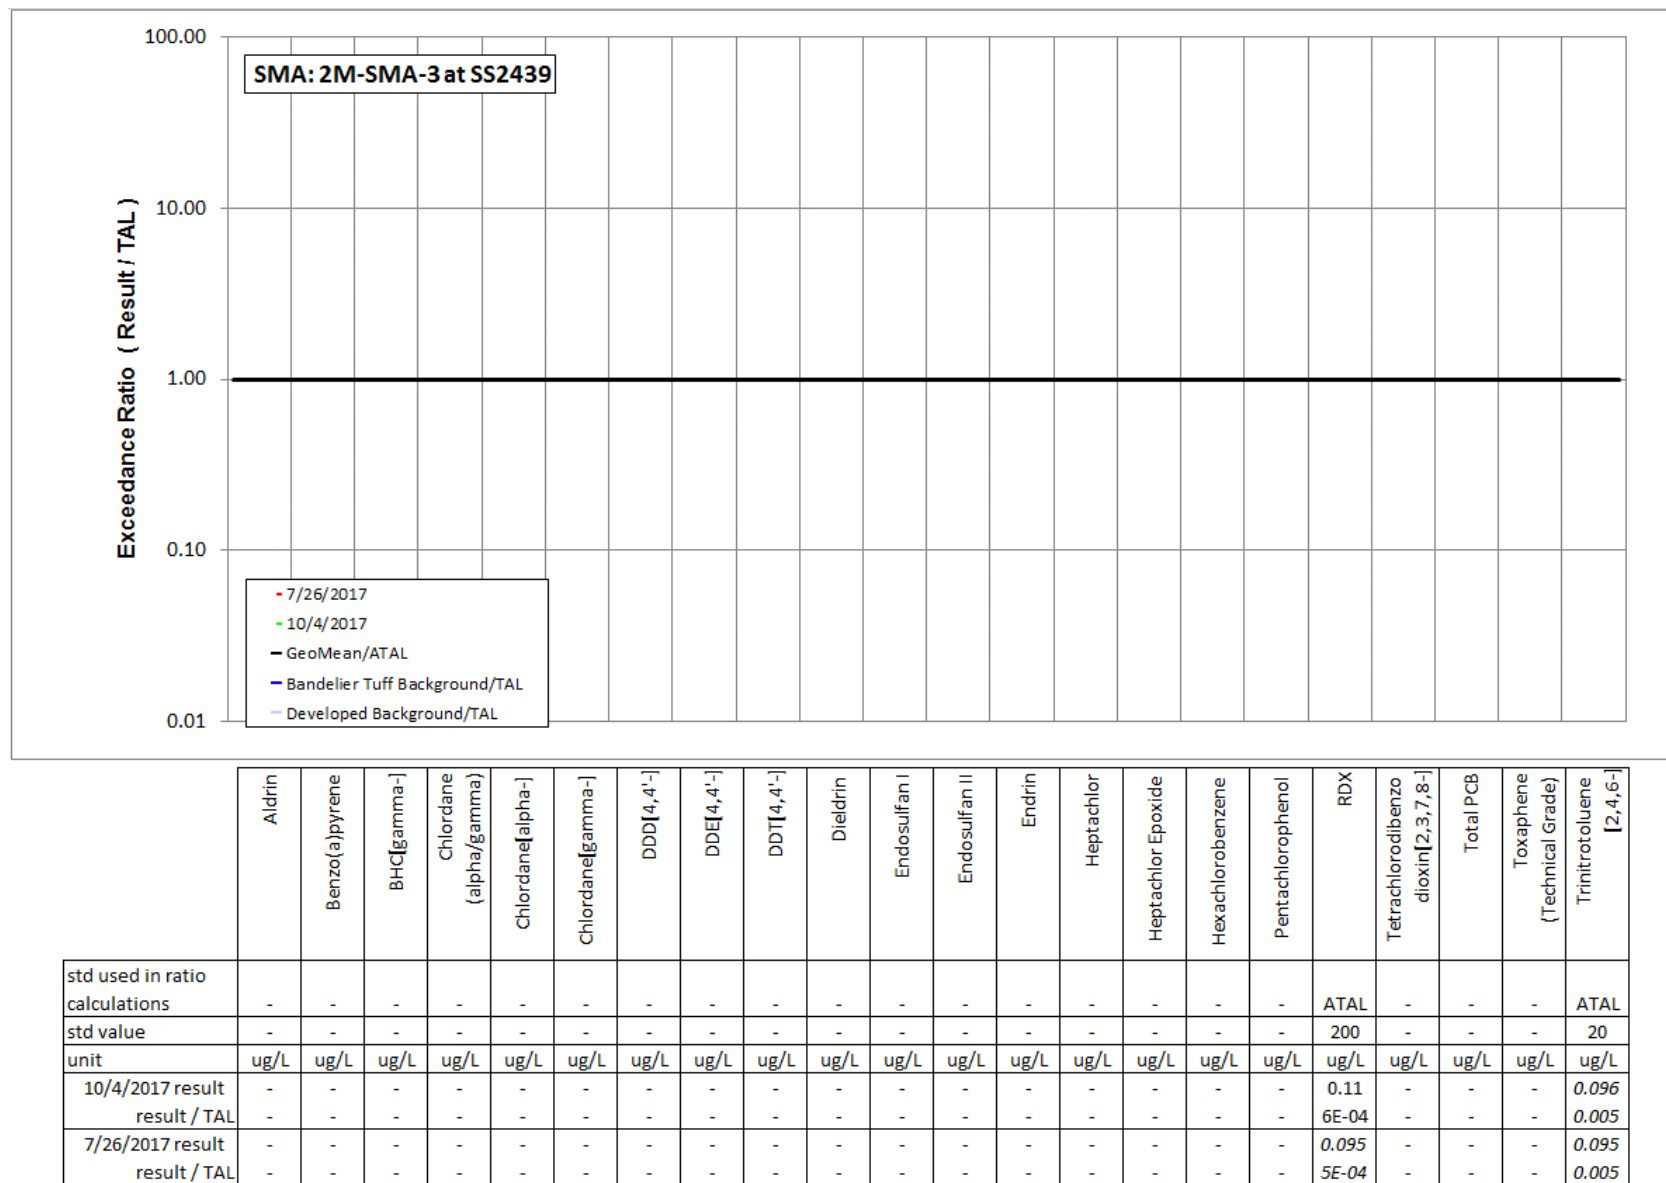 100.00
SMA: 2M-SMA-3 at SS2439
10.00
1.00
0.10
0.01
Exceedance Ratio ( Result / TAL )
7/26/2017
10/4/2017
GeoMean/ATAL
Bandelier Tuff Background/TAL
Developed Background/TAL
Aldrin
Benzo(a)pyrene
BHC[gamma-]
Chlordane
(alpha/gamma)
Chlordane[alpha-]
Chlordane[gamma-]
DDD[4,4'-]
DDE[4,4'-]
DDT[4,4'-]
Dieldrin
Endosulfan I
Endosulfan II
Endrin
Heptachlor
Heptachlor Epoxide
Hexachlorobenzene
Pentachlorophenol
RDX
Tetrachlorodibenzo
dioxin[2,3,7,8-]
Total PCB
Toxaphene
(Technical Grade)
Trinitrotoluene
[2,4,6-]
std used in ratio
calculations - - - - - - - - - - - - - - - - - ATAL - - - ATAL
std value - - - - - - - - - - - - - - - - - 200 - - - 20
unit ug/L ug/L ug/L ug/L ug/L ug/L ug/L ug/L ug/L ug/L ug/L ug/L ug/L ug/L ug/L ug/L ug/L ug/L ug/L ug/L ug/L ug/L
10/4/2017 result - - - - - - - - - - - - - - - - - 0.11 - - - 0.096
result / TAL - - - - - - - - - - - - - - - - - 6E-04 - - - 0.005
7/26/2017 result - - - - - - - - - - - - - - - - - 0.095 - - - 0.095
result / TAL - - - - - - - - - - - - - - - - - 5E-04 - - - 0.005